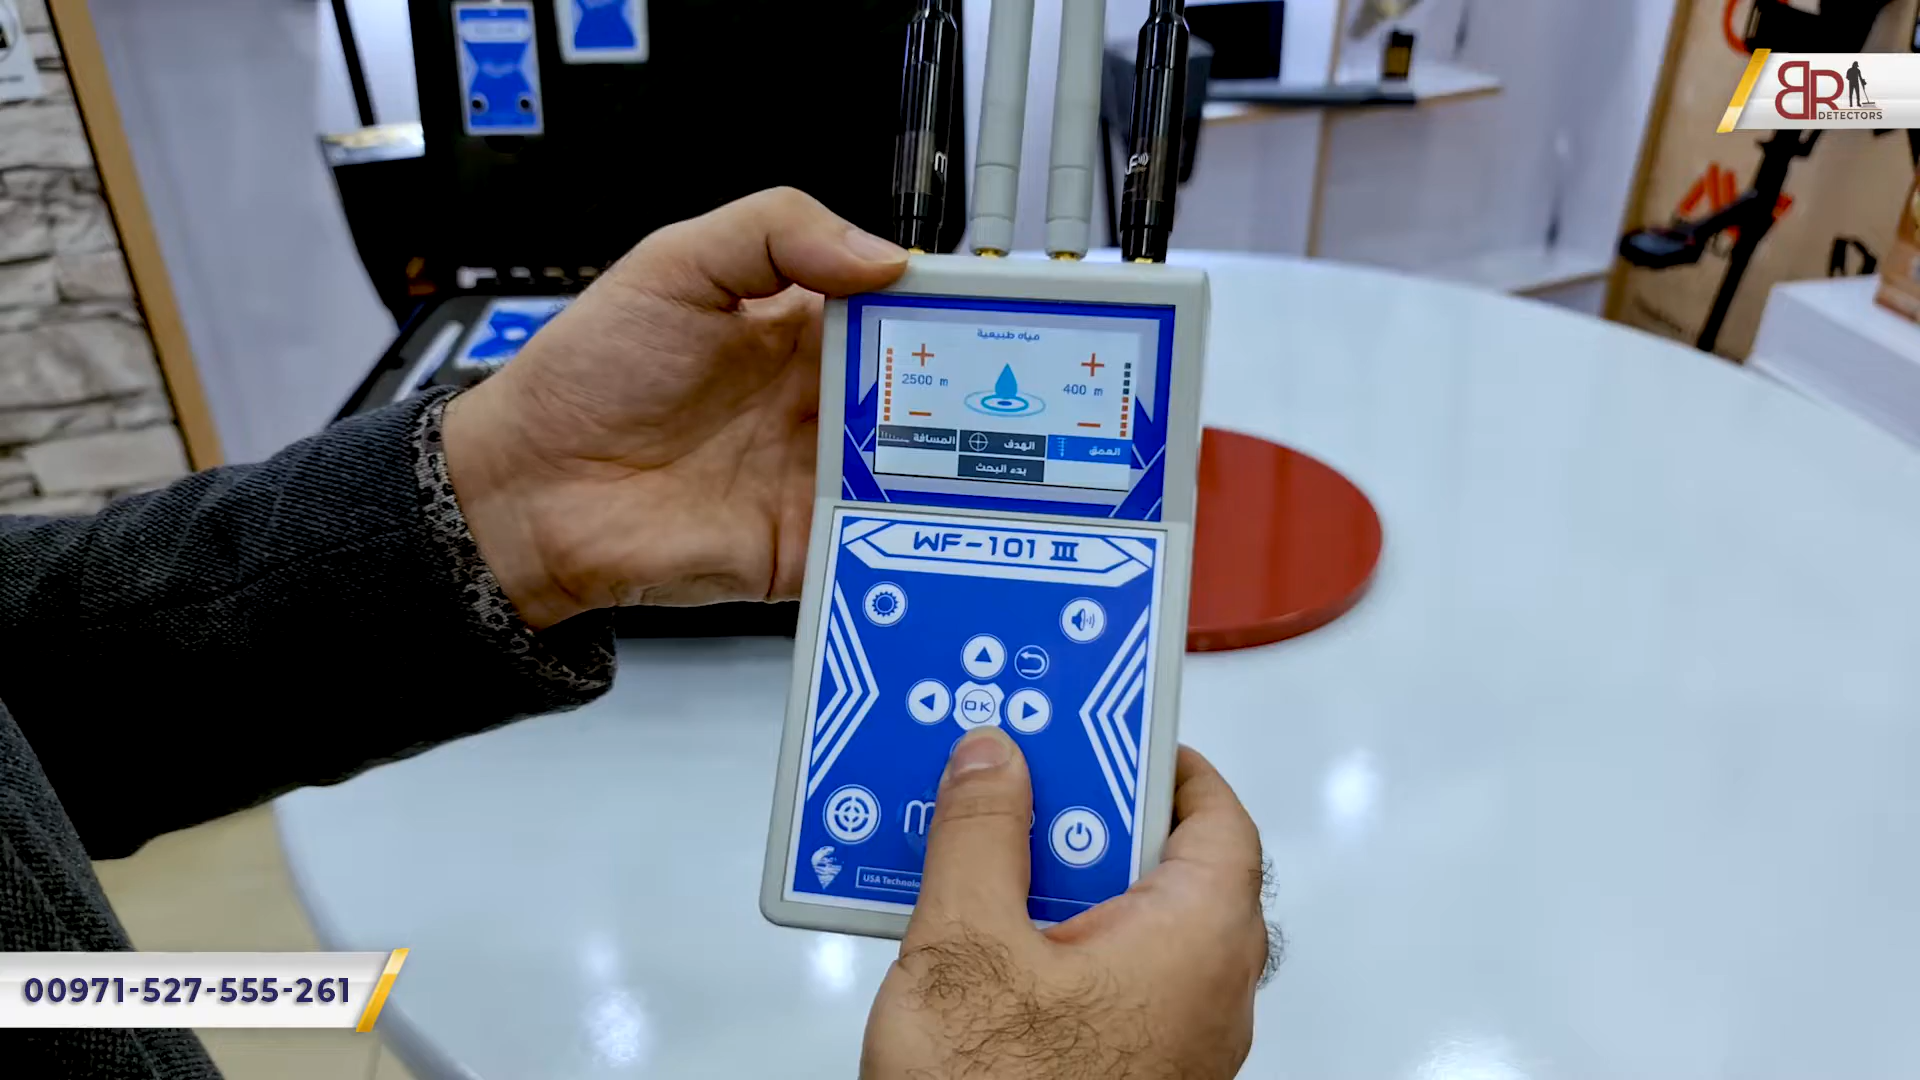 BR
DETECTORS
مياه طبيعية
2500 m
400 m
المسافة
الهدف
العمق
بدء البحث
WF-101 III
OK
USA Technolo
00971-527-555-261